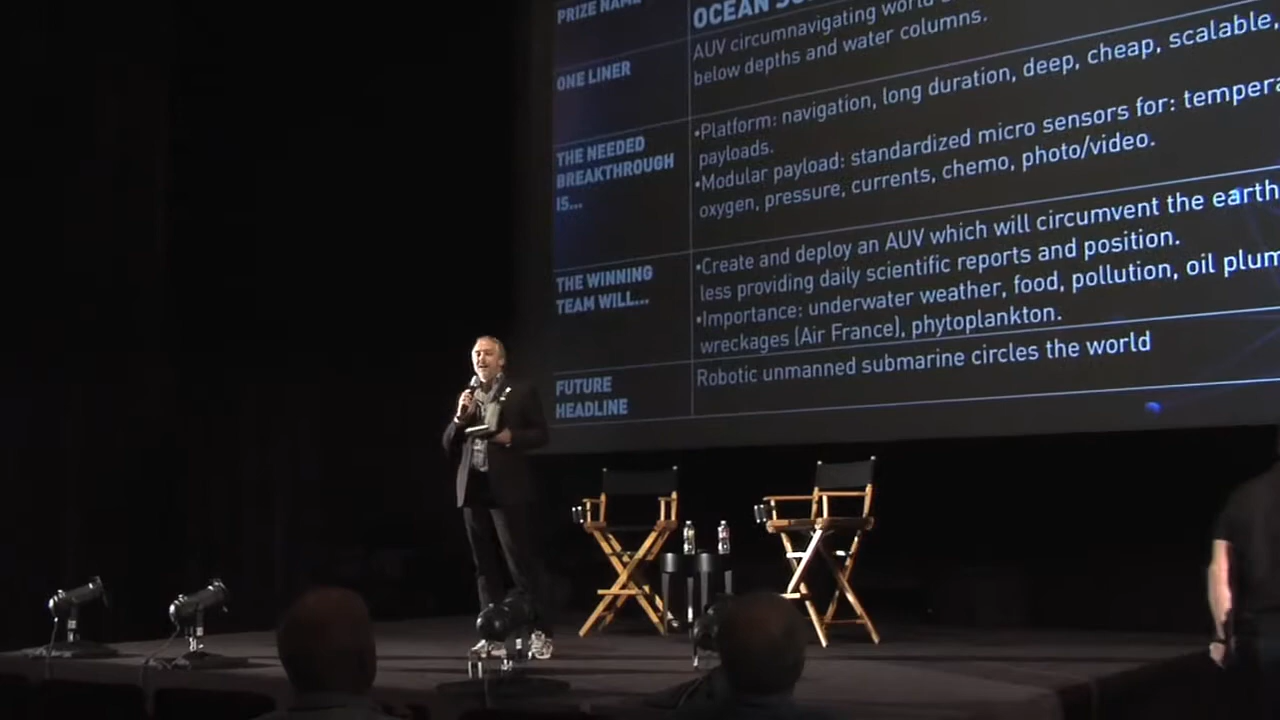 PRIZE NAME
OCEAN
ONE LINER
AUV circumnavigating world
below depths and water columns.
THE NEEDED
BREAKTHROUGH
IS...
•Platform: navigation, long duration, deep, cheap, scalable,
payloads.
•Modular payload: standardized micro sensors for:
oxygen, pressure, currents, chemo, photo/video.
THE WINNING
TEAM WILL...
•Create and deploy an AUV which will circumvent the earth
less providing daily scientific reports and position.
•Importance: underwater weather, food, pollution, oil
wreckages (Air France), phytoplankton.
FUTURE
HEADLINE
Robotic unmanned submarine circles the world